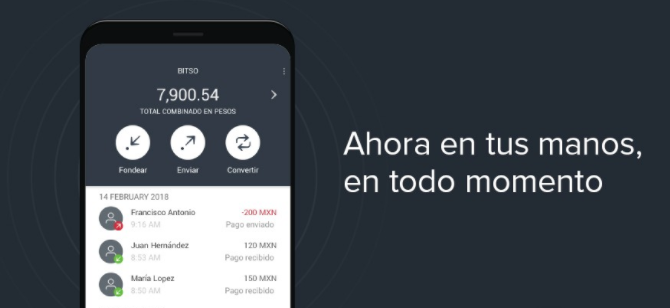 BITSO
7,900.54
TOTAL COMBINADO EN PESOS
Fondear Enviar Convertir
14 FEBRUARY 2018
Francisco Antonio -200 MXN
9:16 AM Pago enviado
Juan Hernández 120 MXN
8:53 AM Pago recibido
María Lopez 150 MXN
8:50 AM Pago recibido
Ahora en tus manos,
en todo momento